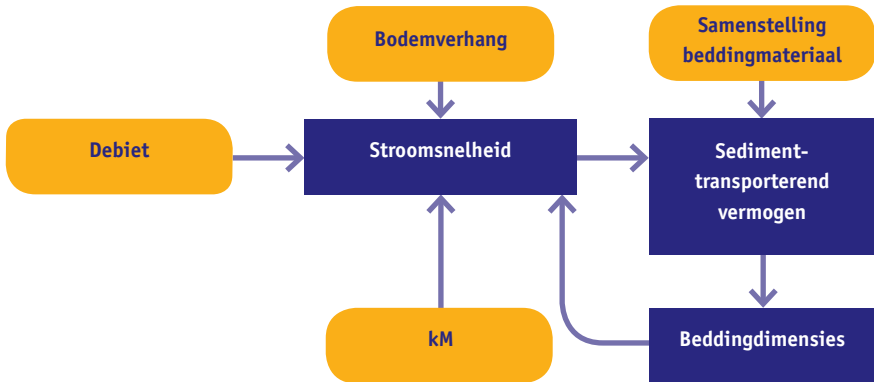 Bodemverhang
Samenstelling
beddingmateriaal
Debiet
Stroomsnelheid
Sediment-
transporterend
vermogen
kM
Beddingdimensies